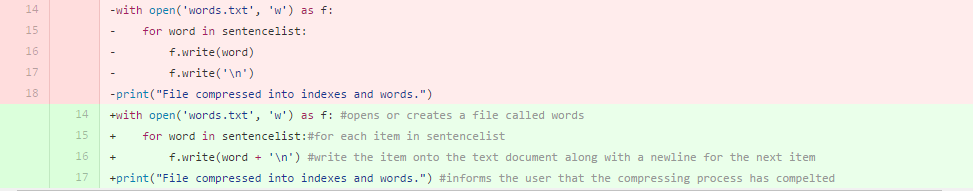 14 -with open('words.txt', 'w') as f:
15 -    for word in sentencelist:
16 -        f.write(word)
17 -        f.write('\n')
18 -print("File compressed into indexes and words.")
14 +with open('words.txt', 'w') as f: #opens or creates a file called words
15 +    for word in sentencelist:#for each item in sentencelist
16 +        f.write(word + '\n') #write the item onto the text document along with a newline for the next item
17 +print("File compressed into indexes and words.") #informs the user that the compressing process has compelted